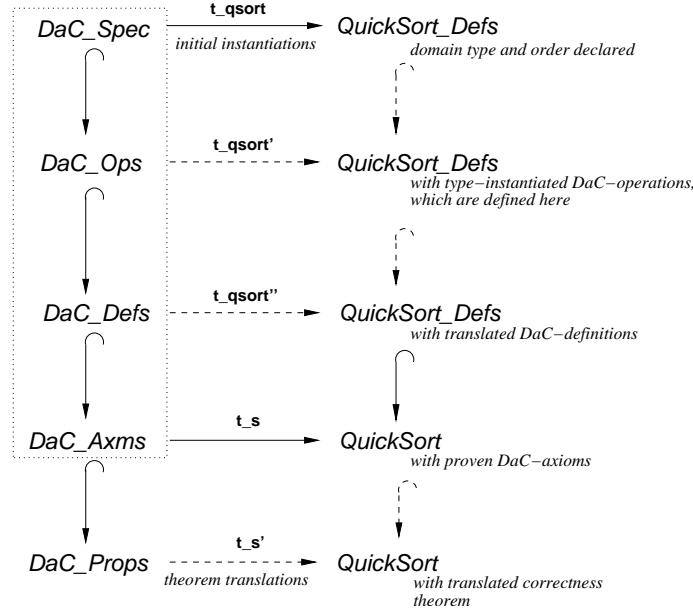 DaC_Spec t_qsort QuickSort_Defs
initial instantiations domain type and order declared
DaC_Ops t_qsort' QuickSort_Defs
with type−instantiated DaC−operations,
which are defined here
DaC_Defs t_qsort'' QuickSort_Defs
with translated DaC−definitions
DaC_Axms t_s QuickSort
with proven DaC−axioms
DaC_Props t_s' QuickSort
theorem translations with translated correctness
theorem